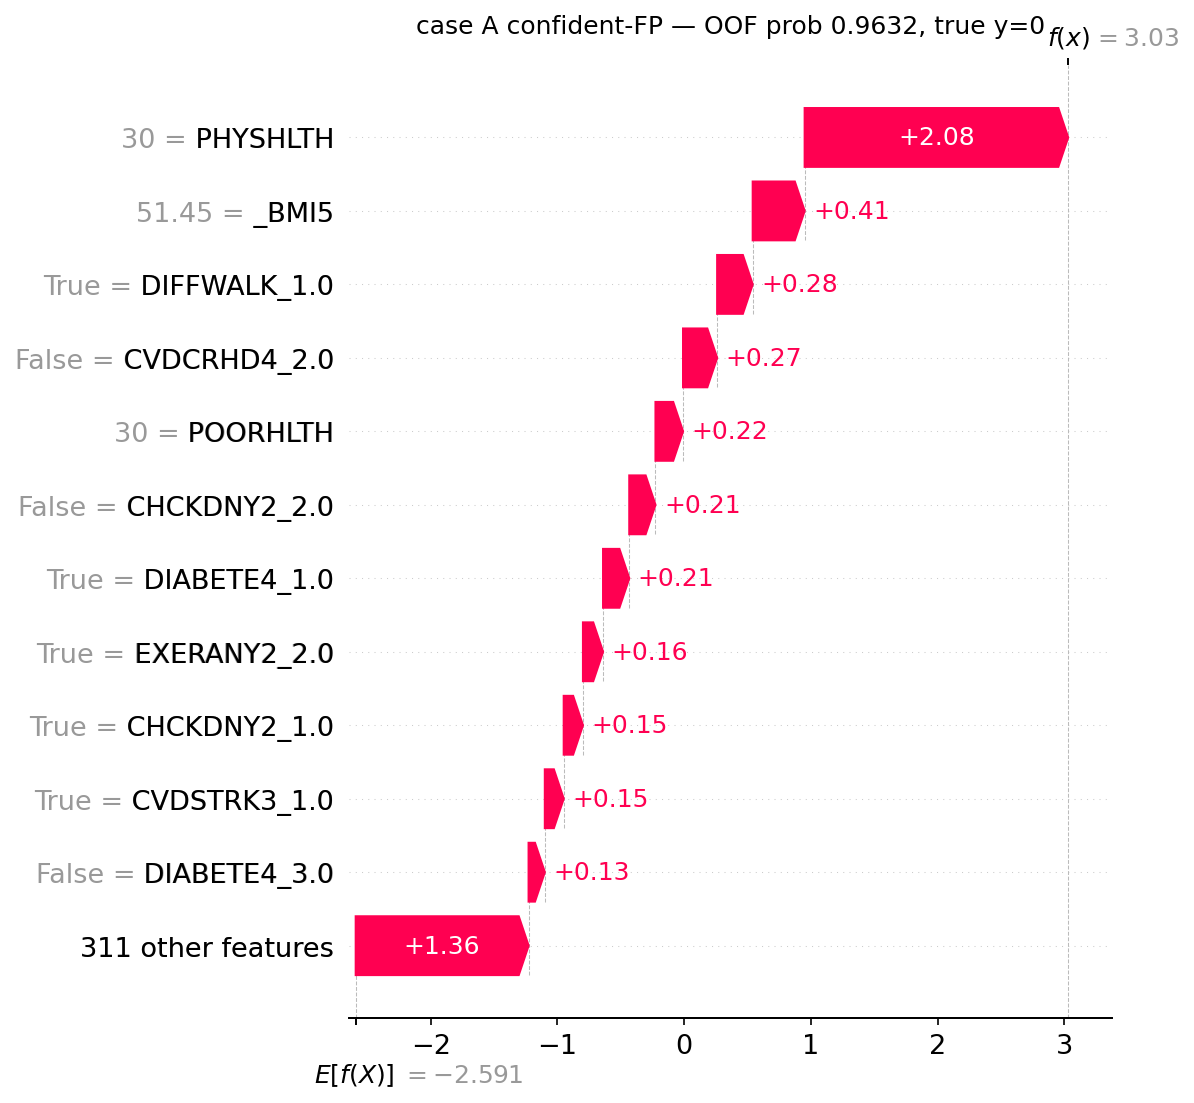 case A confident-FP — OOF prob 0.9632, true y=0
f(x) = 3.03
30 = PHYSHLTH
+2.08
51.45 = _BMI5
+0.41
True = DIFFWALK_1.0
+0.28
False = CVDCRHD4_2.0
+0.27
30 = POORHLTH
+0.22
False = CHCKDNY2_2.0
+0.21
True = DIABETE4_1.0
+0.21
True = EXERANY2_2.0
+0.16
True = CHCKDNY2_1.0
+0.15
True = CVDSTRK3_1.0
+0.15
False = DIABETE4_3.0
+0.13
311 other features
+1.36
−2 −1 0 1 2 3
E[f(X)] = −2.591